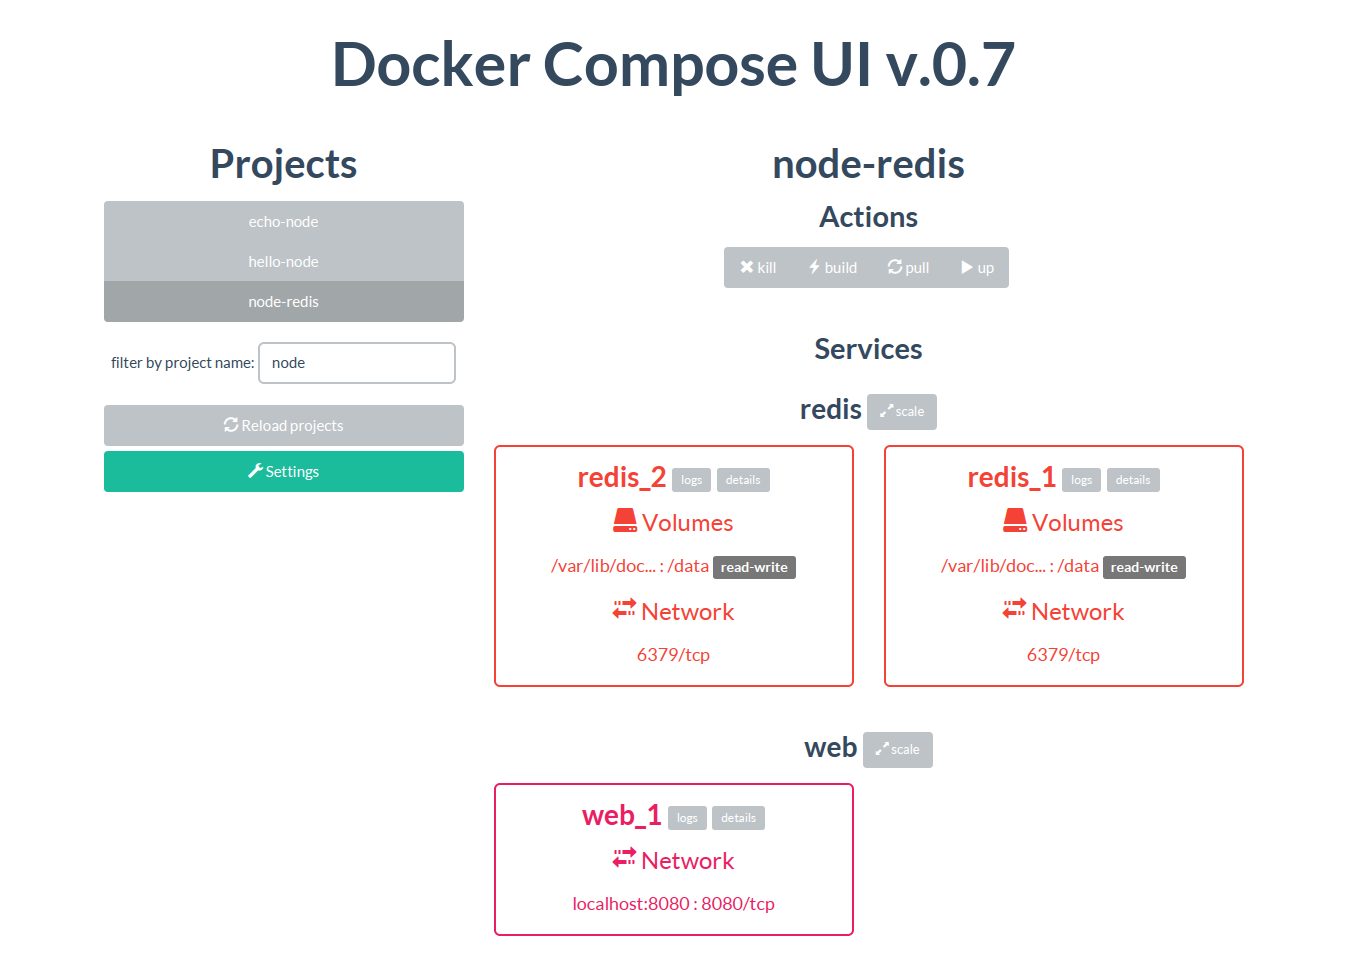 Docker Compose UI v.0.7
Projects
echo-node
hello-node
node-redis
filter by project name: node
Reload projects
Settings
node-redis
Actions
kill build pull up
Services
redis scale
redis_2 logs details
Volumes
/var/lib/doc... : /data read-write
Network
6379/tcp
redis_1 logs details
Volumes
/var/lib/doc... : /data read-write
Network
6379/tcp
web scale
web_1 logs details
Network
localhost:8080 : 8080/tcp